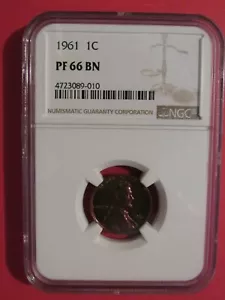 1961 1C
PF 66 BN
4723089-010
NUMISMATIC GUARANTY CORPORATION
NGC